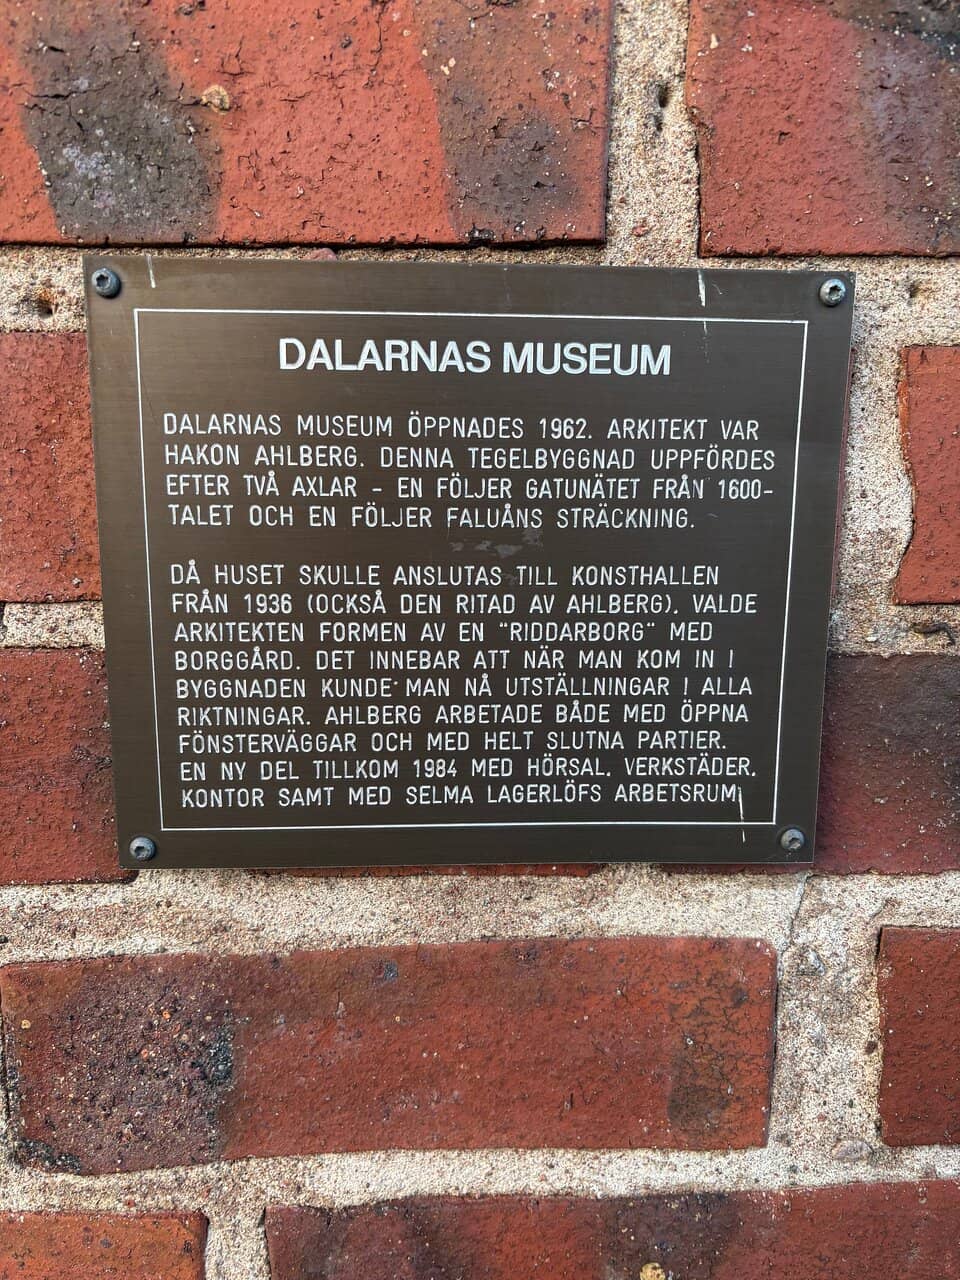 DALARNAS MUSEUM
DALARNAS MUSEUM ÖPPNADES 1962. ARKITEKT VAR
HAKON AHLBERG. DENNA TEGELBYGGNAD UPPFÖRDES
EFTER TVÅ AXLAR - EN FÖLJER GATUNÄTET FRÅN 1600-
TALET OCH EN FÖLJER FALUÅNS STRÄCKNING.
DÅ HUSET SKULLE ANSLUTAS TILL KONSTHALLEN
FRÅN 1936 (OCKSÅ DEN RITAD AV AHLBERG), VALDE
ARKITEKTEN FORMEN AV EN "RIDDARBORG" MED
BORGGÅRD. DET INNEBAR ATT NÄR MAN KOM IN I
BYGGNADEN KUNDE MAN NÅ UTSTÄLLNINGAR I ALLA
RIKTNINGAR. AHLBERG ARBETADE BÅDE MED ÖPPNA
FÖNSTERVÄGGAR OCH MED HELT SLUTNA PARTIER.
EN NY DEL TILLKOM 1984 MED HÖRSAL, VERKSTÄDER,
KONTOR SAMT MED SELMA LAGERLÖFS ARBETSRUM.